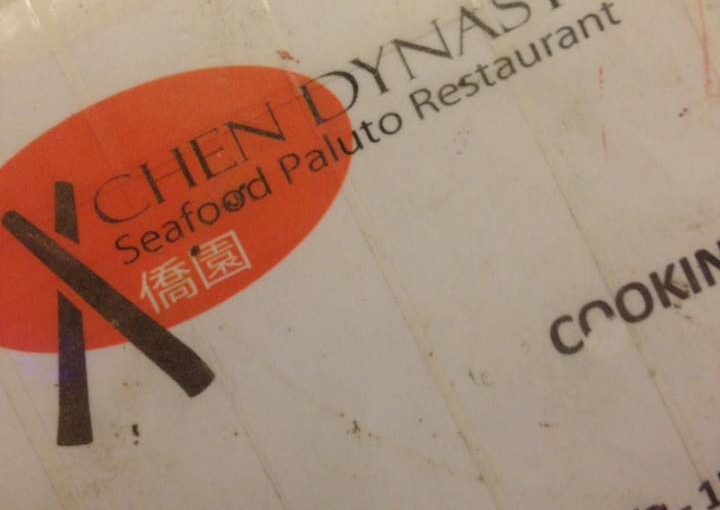 CHEN DYNAST
Seafood Paluto Restaurant
僑園
COOKIN